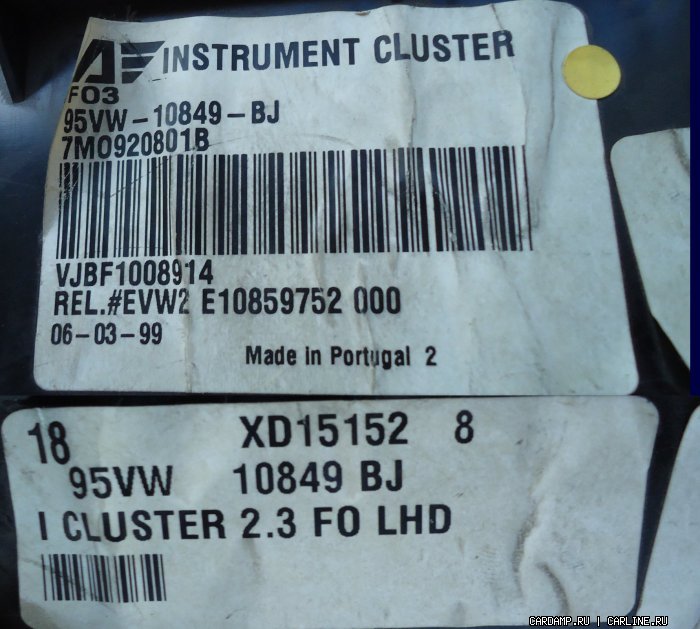 INSTRUMENT CLUSTER
F03
95VW-10849-BJ
7M0920801B
VJBF1008914
REL.#EVW2 E10859752 000
06-03-99
Made in Portugal 2
18 XD15152 8
95VW 10849 BJ
I CLUSTER 2.3 FO LHD
CARDAMP.RU | CARLINE.RU